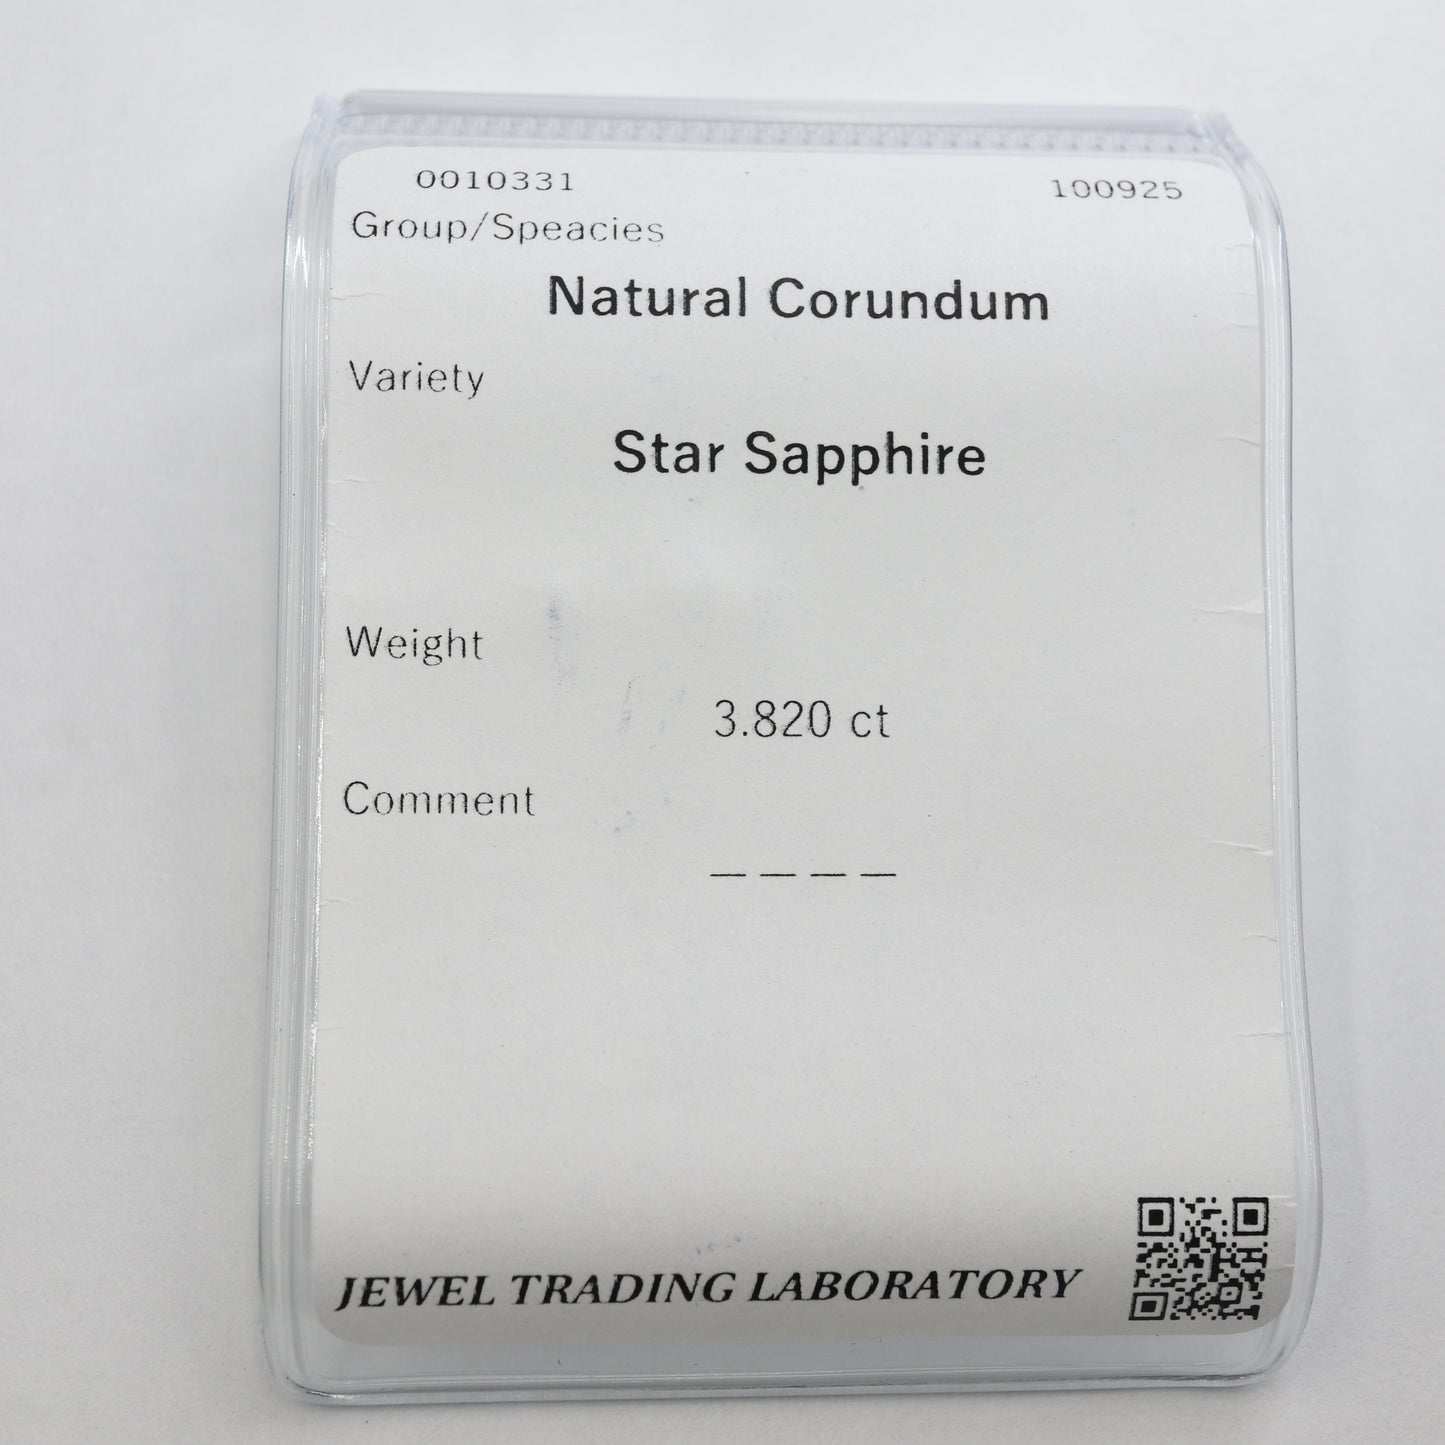 0010331 100925
Group/Speacies
Natural Corundum
Variety
Star Sapphire
Weight
3.820 ct
Comment
— — — —
JEWEL TRADING LABORATORY